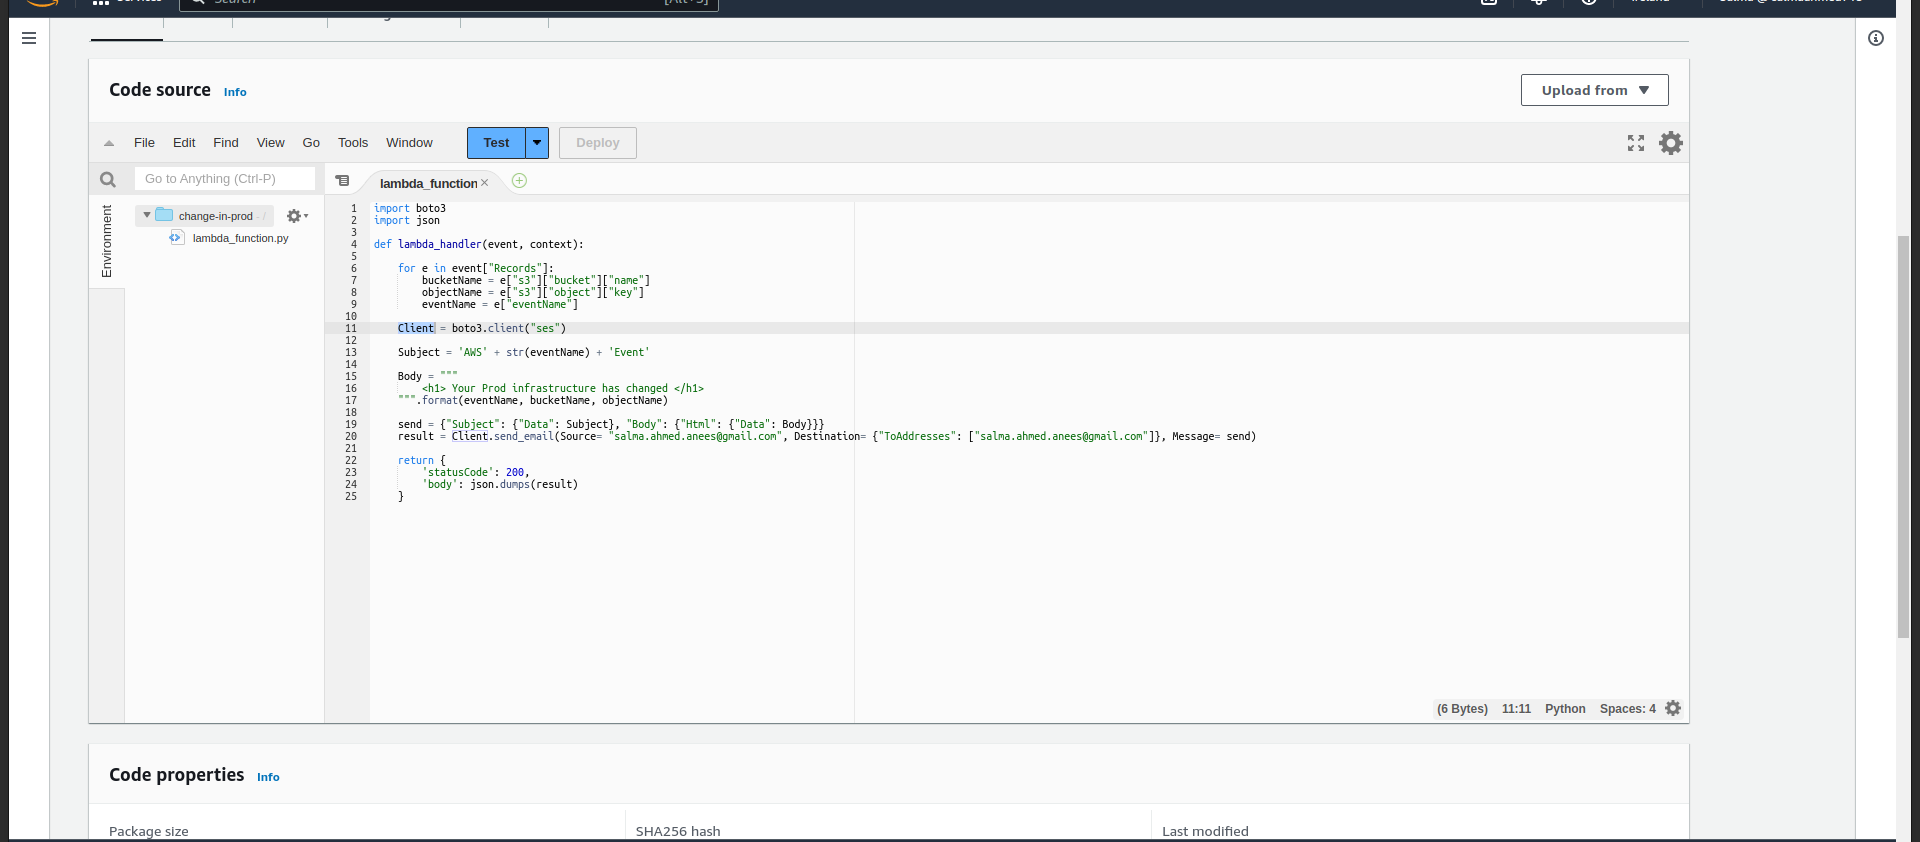 [Alt+S]
Code source Info
Upload from
File Edit Find View Go Tools Window Test Deploy
Go to Anything (Ctrl-P)
lambda_function
Environment
change-in-prod - /
lambda_function.py
1 import boto3
2 import json
3
4 def lambda_handler(event, context):
5
6 for e in event["Records"]:
7 bucketName = e["s3"]["bucket"]["name"]
8 objectName = e["s3"]["object"]["key"]
9 eventName = e["eventName"]
10
11 Client = boto3.client("ses")
12
13 Subject = 'AWS' + str(eventName) + 'Event'
14
15 Body = """
16 <h1> Your Prod infrastructure has changed </h1>
17 """.format(eventName, bucketName, objectName)
18
19 send = {"Subject": {"Data": Subject}, "Body": {"Html": {"Data": Body}}}
20 result = Client.send_email(Source= "salma.ahmed.anees@gmail.com", Destination= {"ToAddresses": ["salma.ahmed.anees@gmail.com"]}, Message= send)
21
22 return {
23 'statusCode': 200,
24 'body': json.dumps(result)
25 }
(6 Bytes) 11:11 Python Spaces: 4
Code properties Info
Package size
SHA256 hash
Last modified